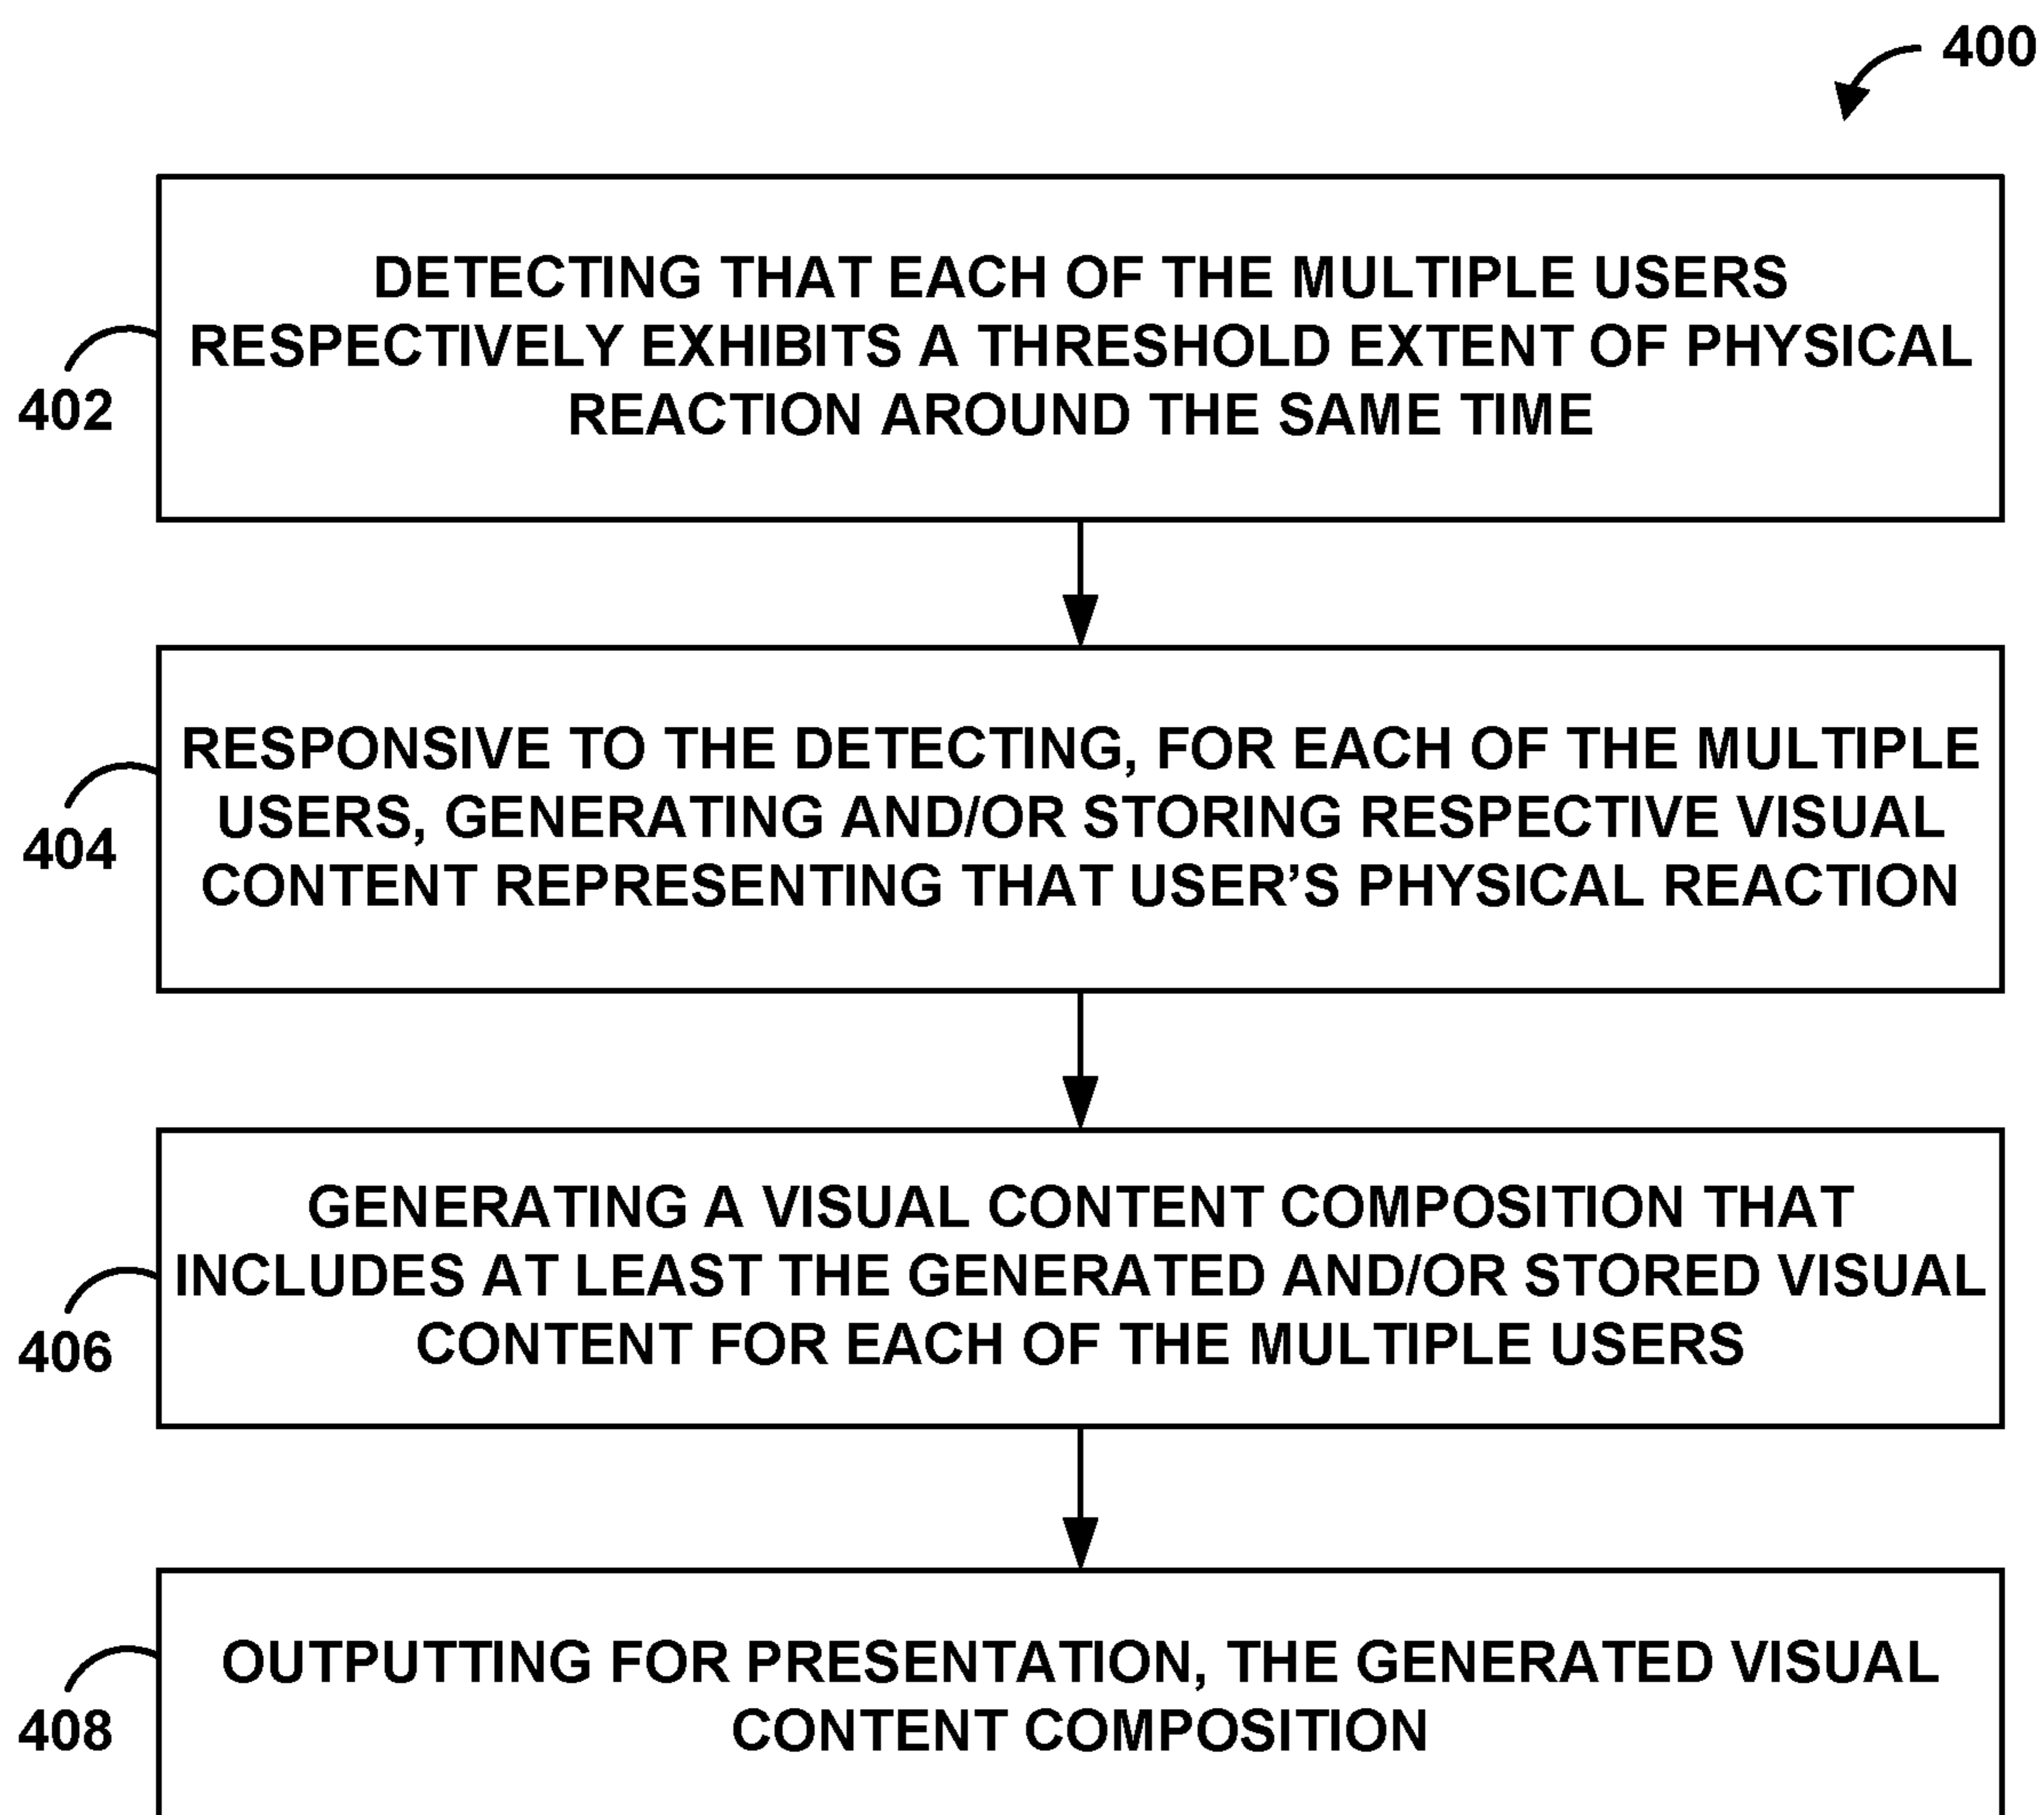 400
DETECTING THAT EACH OF THE MULTIPLE USERS
RESPECTIVELY EXHIBITS A THRESHOLD EXTENT OF PHYSICAL
REACTION AROUND THE SAME TIME
402
RESPONSIVE TO THE DETECTING, FOR EACH OF THE MULTIPLE
USERS, GENERATING AND/OR STORING RESPECTIVE VISUAL
CONTENT REPRESENTING THAT USER’S PHYSICAL REACTION
404
GENERATING A VISUAL CONTENT COMPOSITION THAT
INCLUDES AT LEAST THE GENERATED AND/OR STORED VISUAL
CONTENT FOR EACH OF THE MULTIPLE USERS
406
OUTPUTTING FOR PRESENTATION, THE GENERATED VISUAL
CONTENT COMPOSITION
408